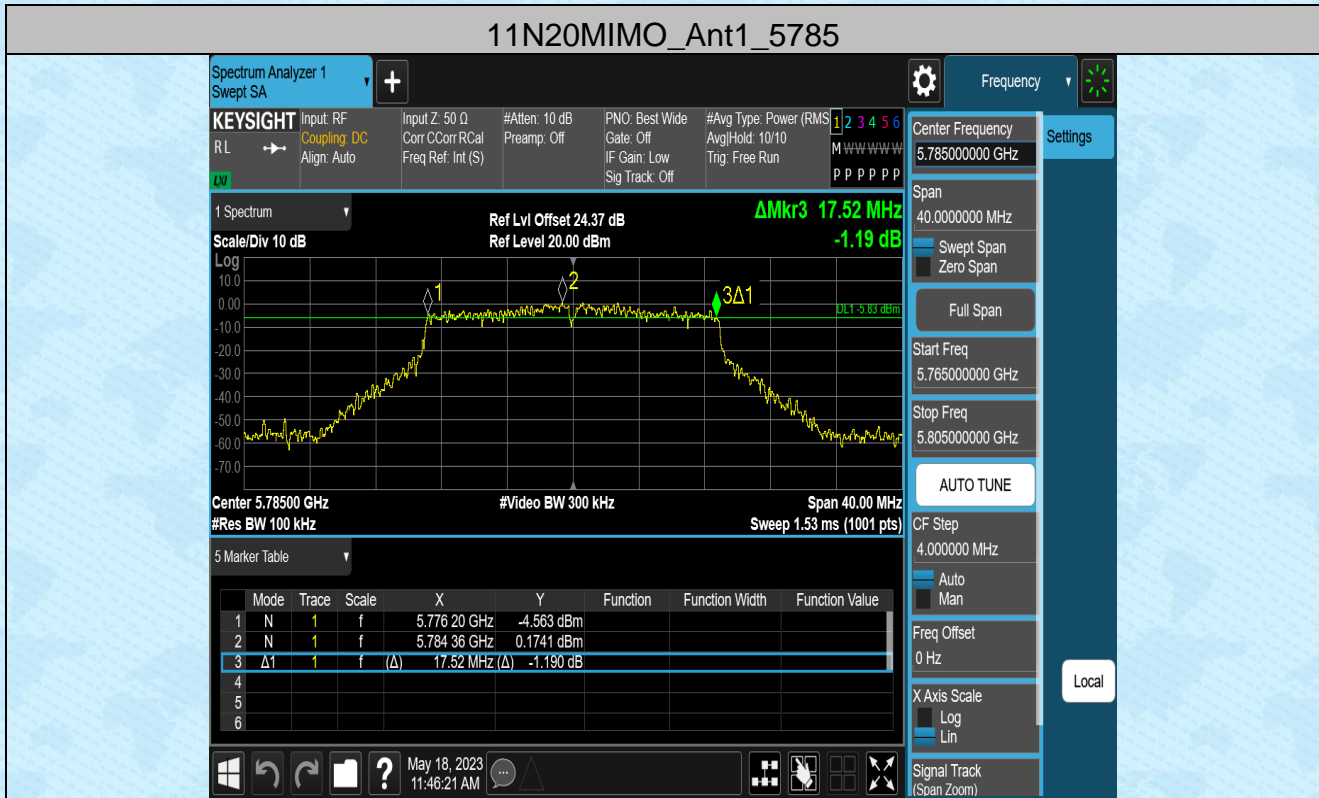 11N20MIMO_Ant1_5785
Spectrum Analyzer 1
Swept SA
+
Frequency
KEYSIGHT
RL
LXI
Input: RF
Coupling: DC
Align: Auto
Input Z: 50 Ω
Corr CCorr RCal
Freq Ref: Int (S)
#Atten: 10 dB
Preamp: Off
PNO: Best Wide
Gate: Off
IF Gain: Low
Sig Track: Off
#Avg Type: Power (RMS
Avg|Hold: 10/10
Trig: Free Run
1 2 3 4 5 6
M W W W W W
P P P P P P
Center Frequency
5.785000000 GHz
Settings
Span
40.0000000 MHz
Swept Span
Zero Span
Full Span
Start Freq
5.765000000 GHz
Stop Freq
5.805000000 GHz
AUTO TUNE
CF Step
4.000000 MHz
Auto
Man
Freq Offset
0 Hz
X Axis Scale
Log
Lin
Signal Track
(Span Zoom)
Local
1 Spectrum
Scale/Div 10 dB
Ref Lvl Offset 24.37 dB
Ref Level 20.00 dBm
ΔMkr3 17.52 MHz
-1.19 dB
Log
10.0
0.00
-10.0
-20.0
-30.0
-40.0
-50.0
-60.0
-70.0
1
2
3Δ1
DL1 -5.83 dBm
Center 5.78500 GHz
#Video BW 300 kHz
Span 40.00 MHz
#Res BW 100 kHz
Sweep 1.53 ms (1001 pts)
5 Marker Table
Mode Trace Scale X Y Function Function Width Function Value
1 N 1 f 5.776 20 GHz -4.563 dBm
2 N 1 f 5.784 36 GHz 0.1741 dBm
3 Δ1 1 f (Δ) 17.52 MHz (Δ) -1.190 dB
4
5
6
?
May 18, 2023
11:46:21 AM